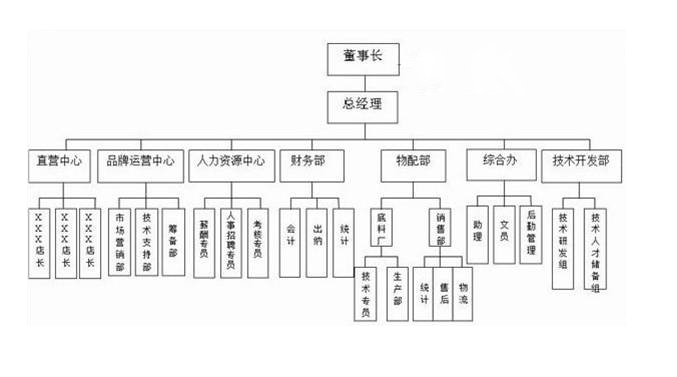 董事长
总经理
直营中心
品牌运营中心
人力资源中心
财务部
物配部
综合办
技术开发部
XXX店长
XXX店长
XXX店长
市场营销部
技术支持部
筹备部
薪酬专员
人事招聘专员
考核专员
会计
出纳
统计
底料厂
销售部
助理
文员
后勤管理
技术研发组
技术人才储备组
技术专员
生产部
统计
售后
物流